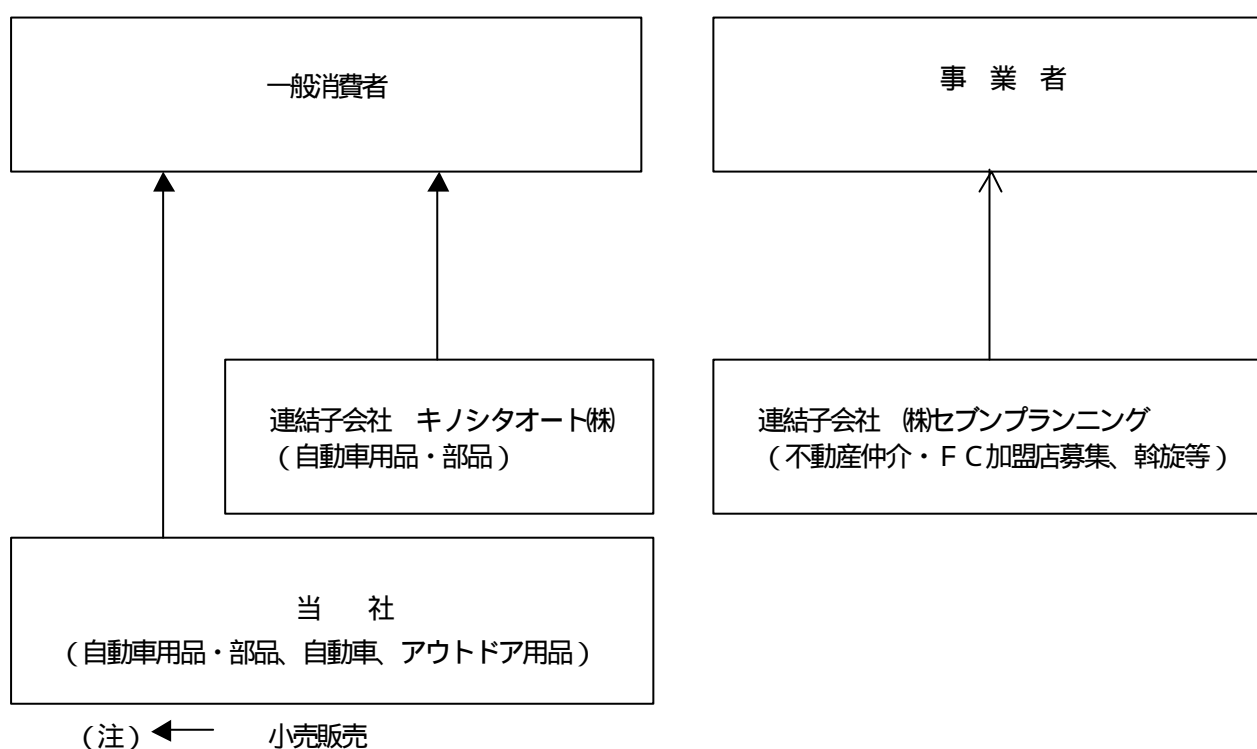 一般消費者
事　業　者
連結子会社　キノシタオート㈱
（自動車用品・部品）
連結子会社　㈱セブンプランニング
（不動産仲介・ＦＣ加盟店募集、斡旋等）
当　　社
（自動車用品・部品、自動車、アウトドア用品）
（注）　小売販売